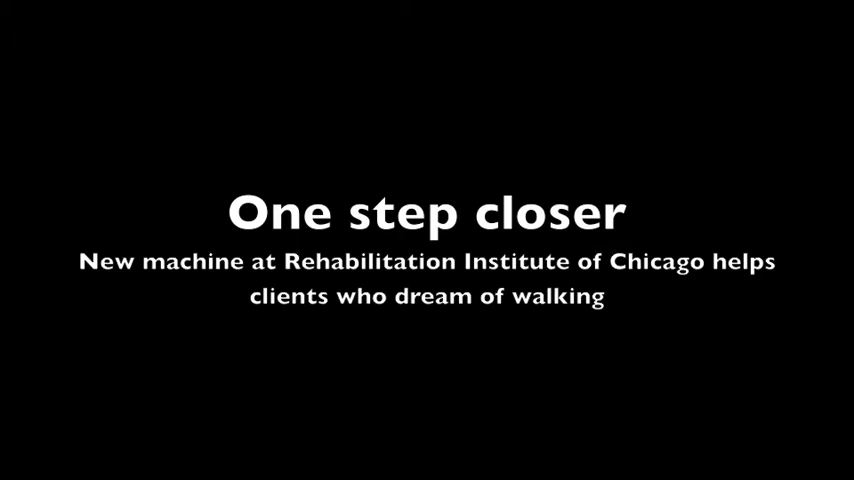 One step closer
New machine at Rehabilitation Institute of Chicago helps
clients who dream of walking